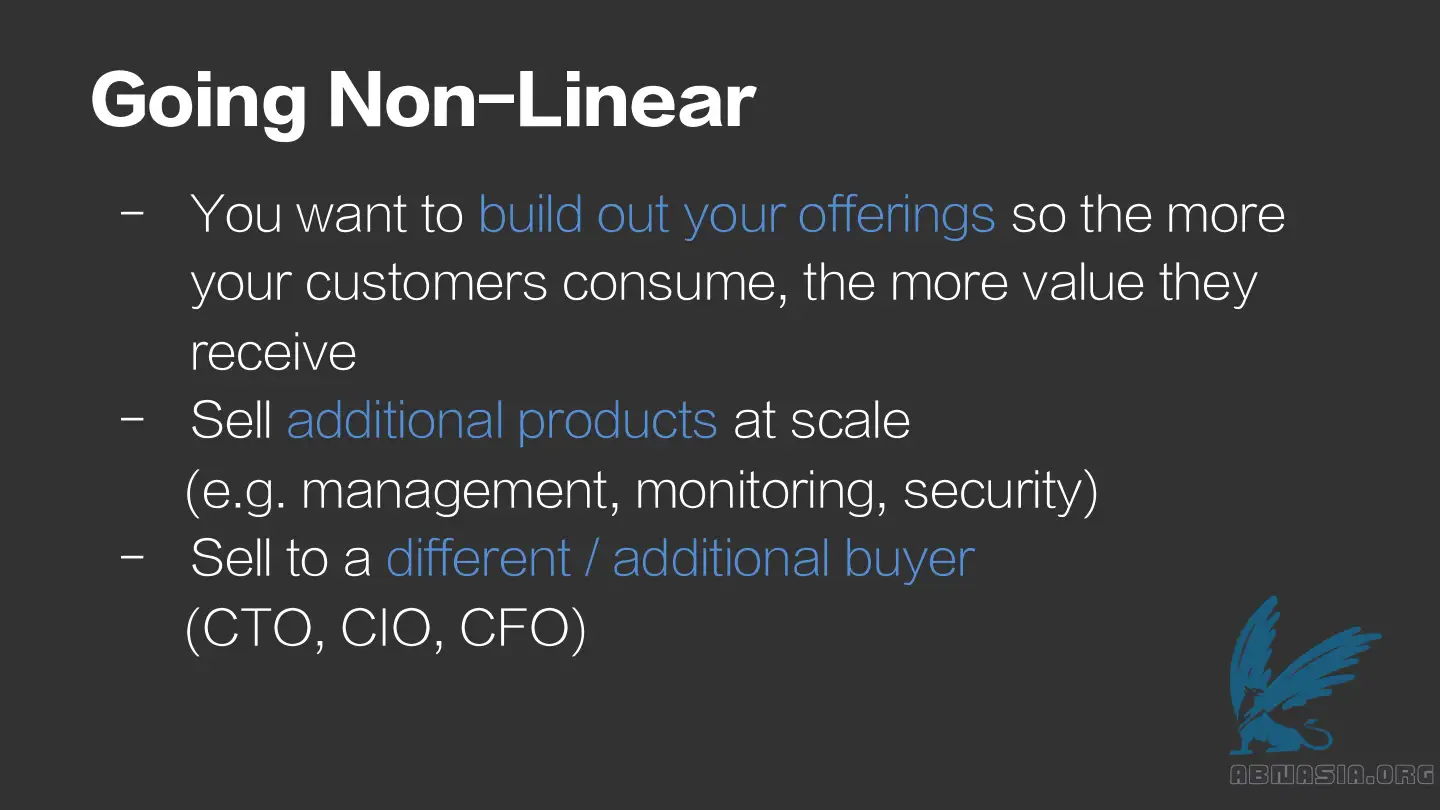 Going Non-Linear
- You want to build out your offerings so the more
your customers consume, the more value they
receive
- Sell additional products at scale
(e.g. management, monitoring, security)
- Sell to a different / additional buyer
(CTO, CIO, CFO)
ABNASIA.ORG